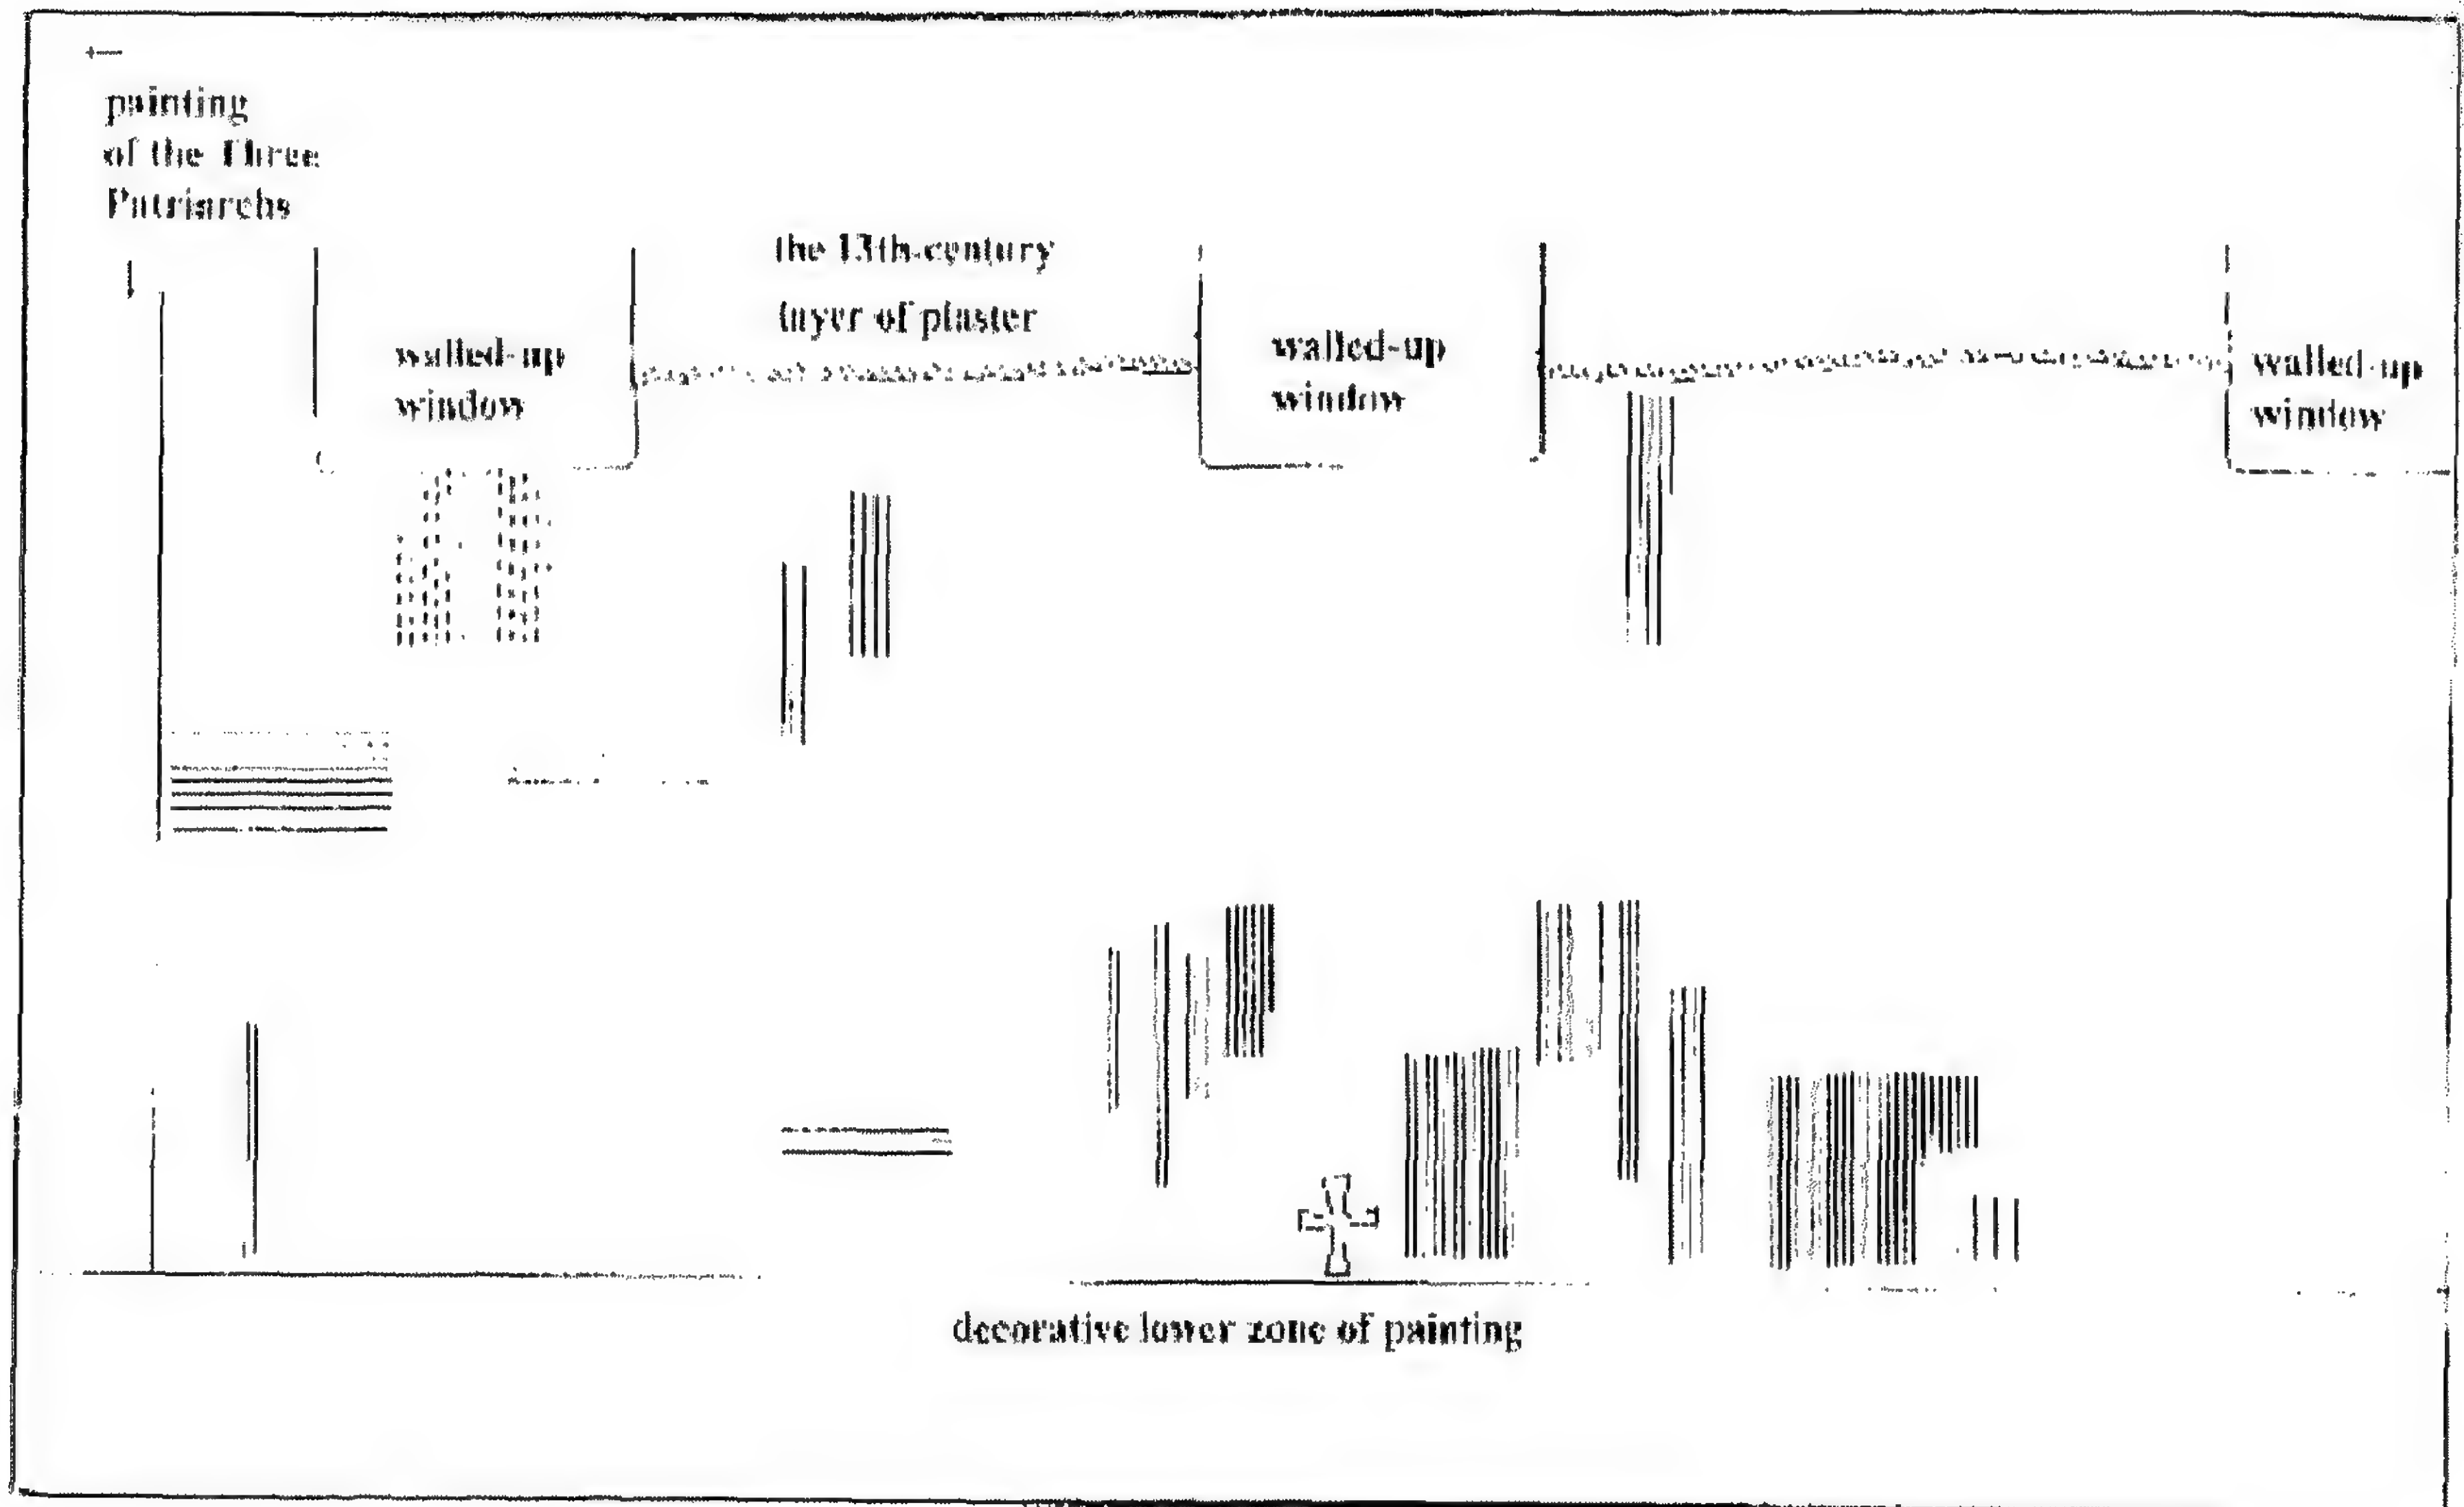 painting
of the Three
Patriarchs
the 13th-century
layer of plaster
walled-up
window
walled-up
window
walled-up
window
decorative lower zone of painting